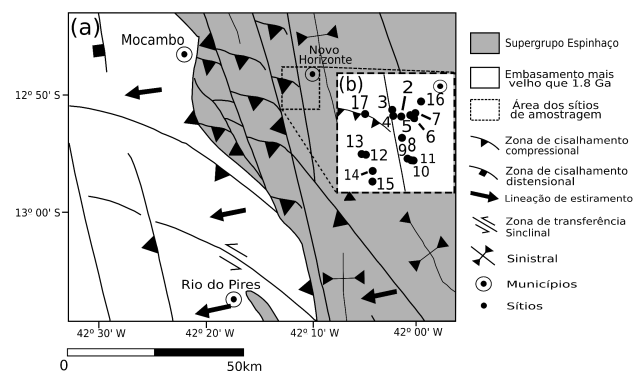 (a)
Mocambo
Novo
Horizonte
(b)
2
3
16
17
4
5
7
6
13
12
9
8
11
10
14
15
Rio do Pires
12° 50' S
13° 00' S
42° 30' W
42° 20' W
42° 10' W
42° 00' W
0
50km
Supergrupo Espinhaço
Embasamento mais
velho que 1.8 Ga
Área dos sítios
de amostragem
Zona de cisalhamento
compressional
Zona de cisalhamento
distensional
Lineação de estiramento
Zona de transferência
Sinclinal
Sinistral
Municípios
Sítios